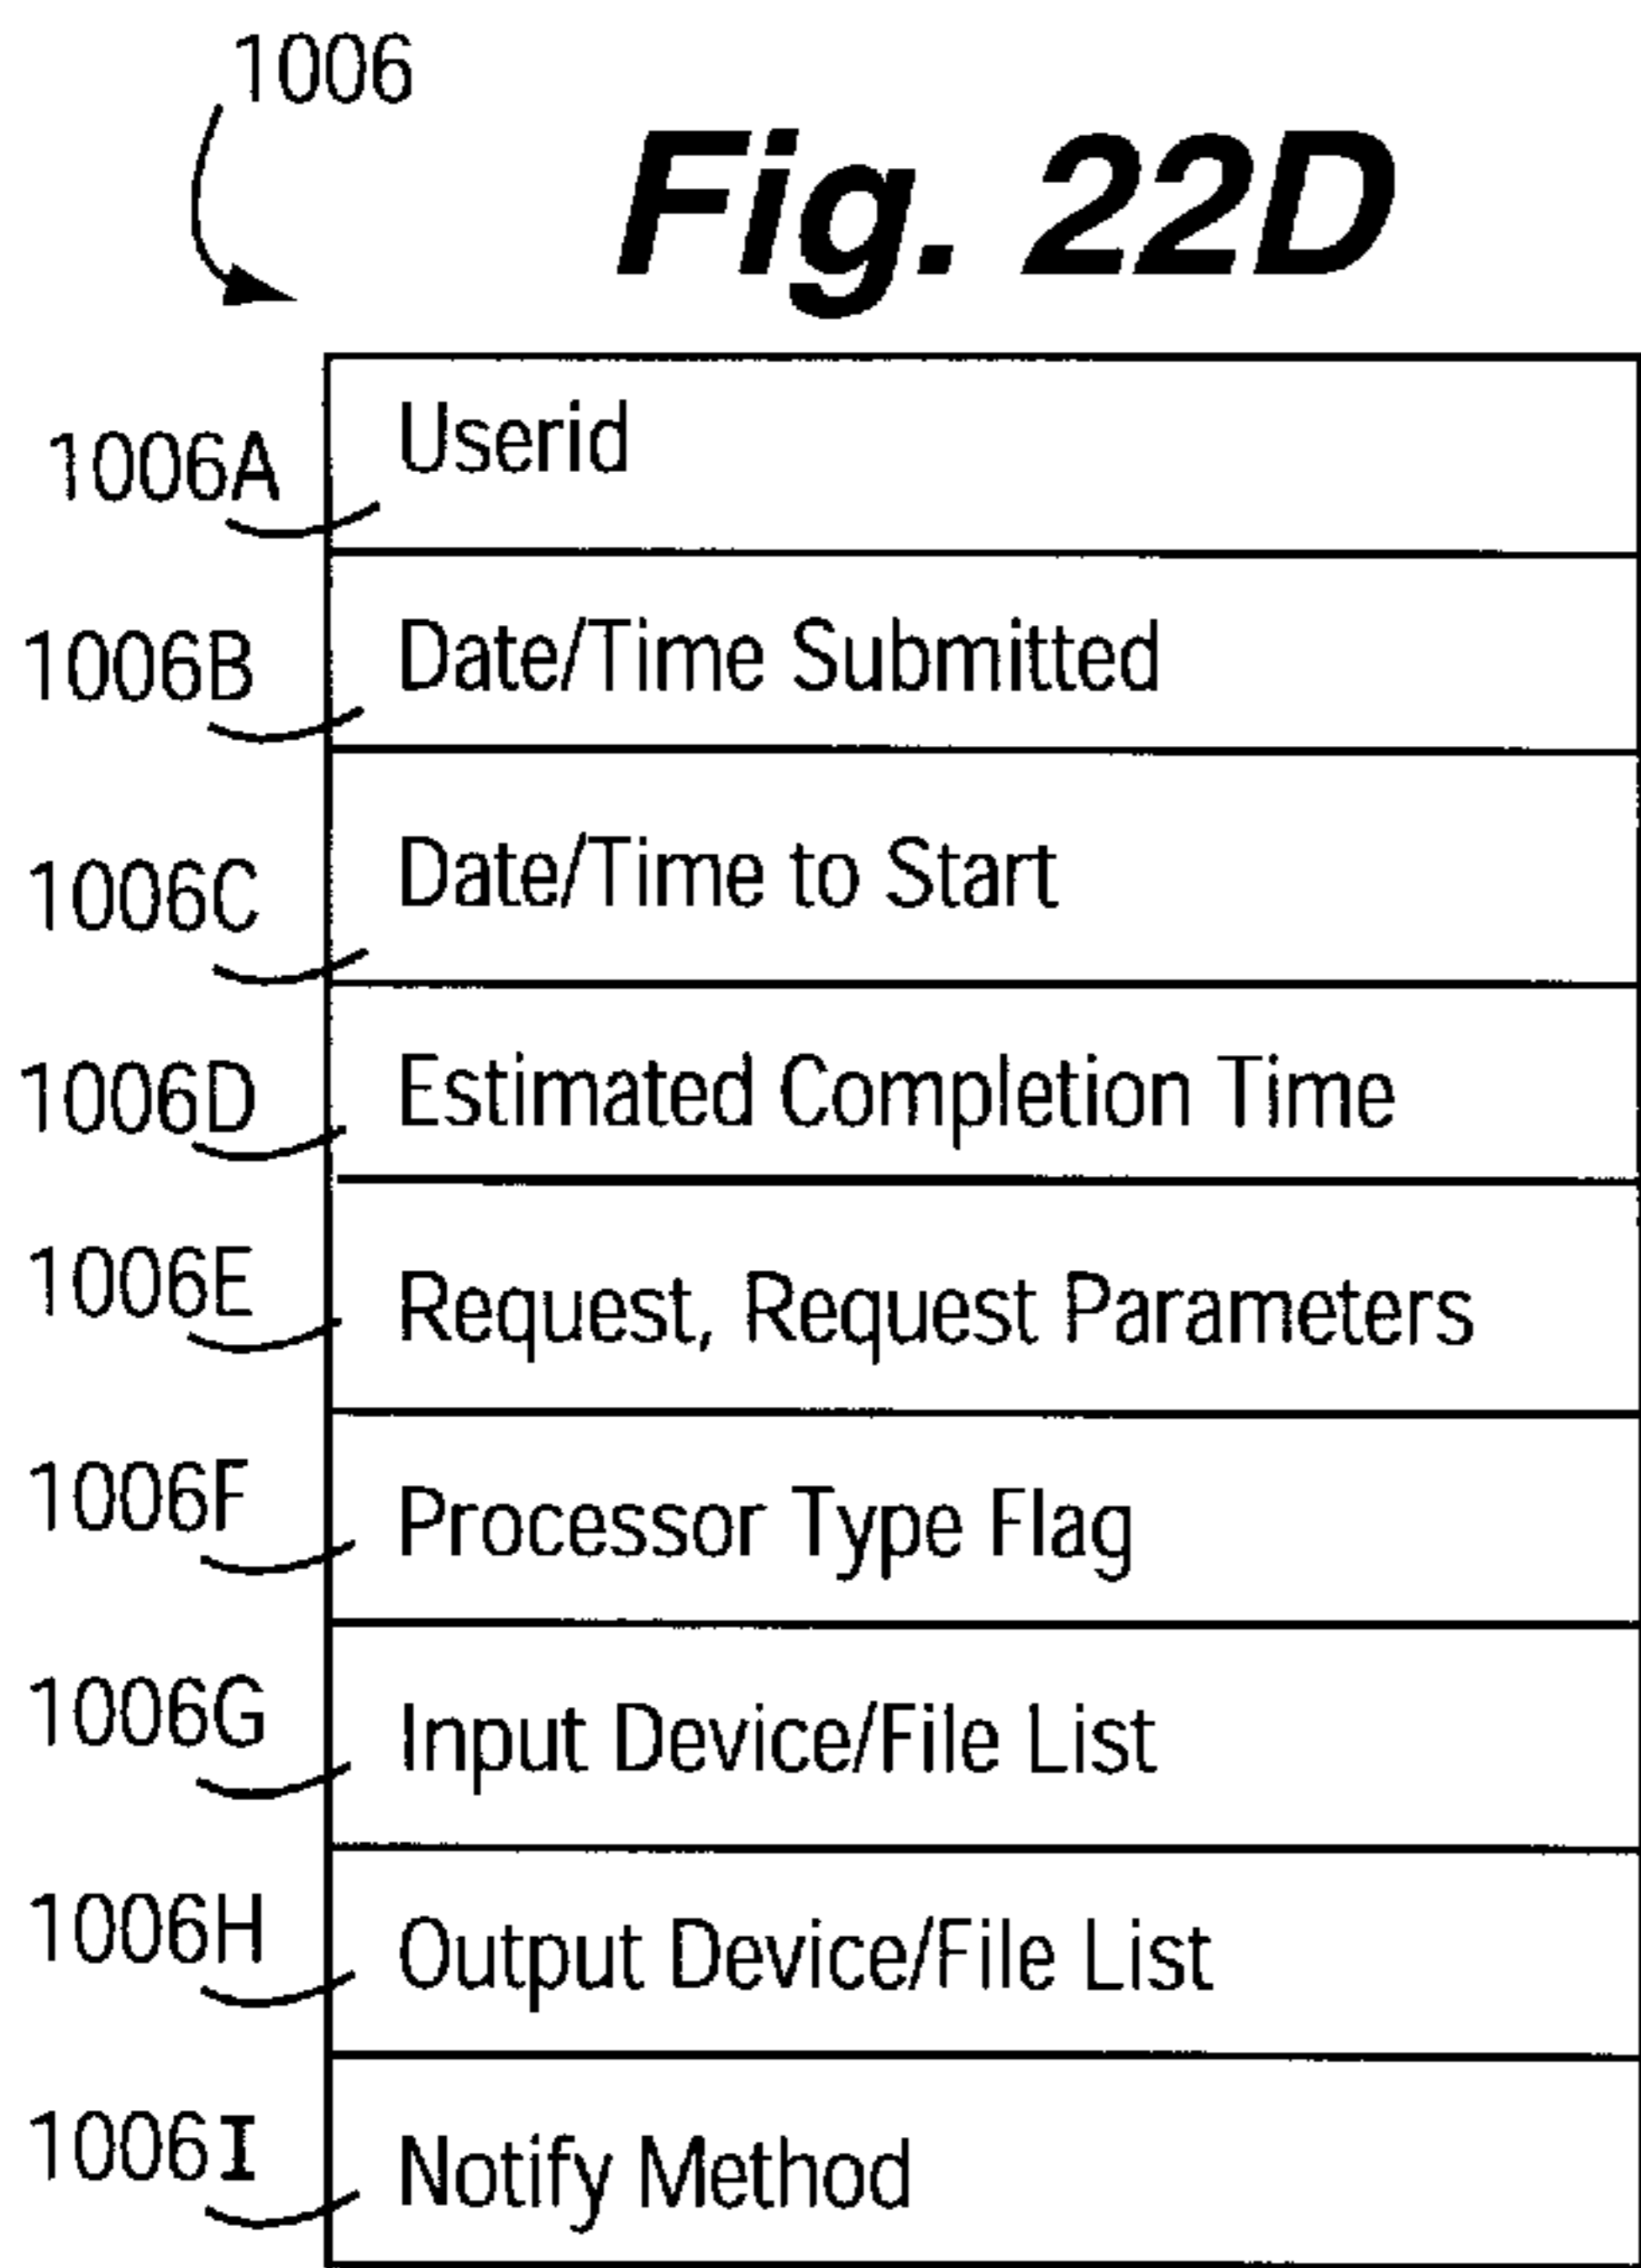 1006
Fig. 22D
1006A Userid
1006B Date/Time Submitted
1006C Date/Time to Start
1006D Estimated Completion Time
1006E Request, Request Parameters
1006F Processor Type Flag
1006G Input Device/File List
1006H Output Device/File List
1006I Notify Method